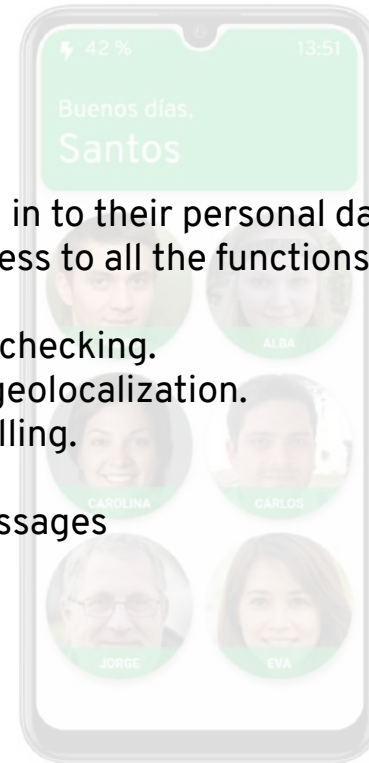 42 %
13:51
Buenos días,
Santos
in to their personal da
ess to all the functions
checking.
ALBA
geolocalization.
lling.
CAROLINA
CARLOS
ssages
JORGE
EVA